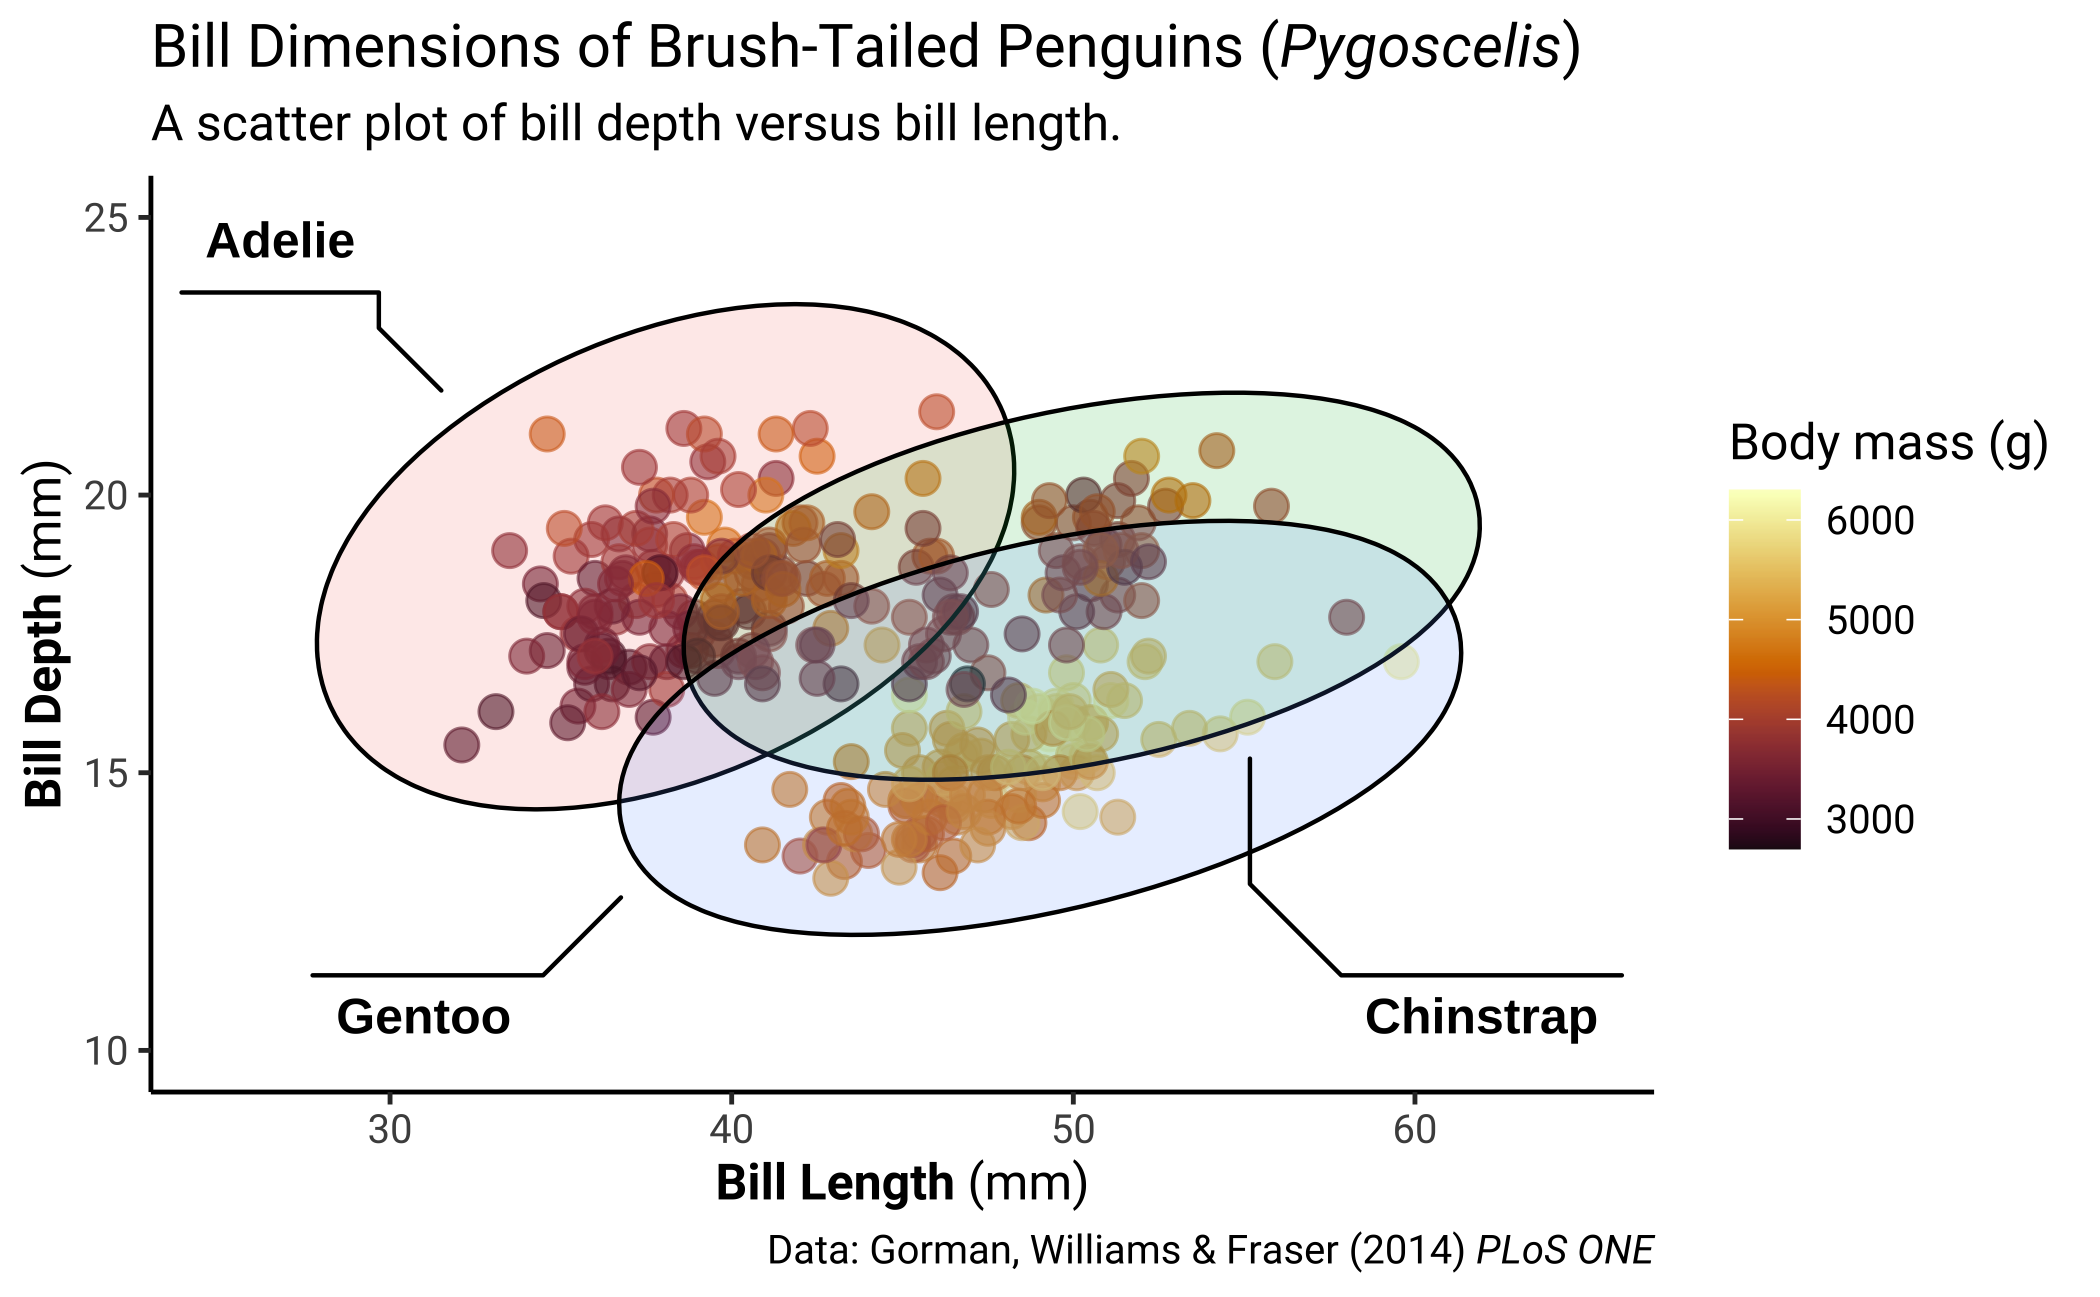 Bill Dimensions of Brush-Tailed Penguins (Pygoscelis)
A scatter plot of bill depth versus bill length.
25
20
15
10
Bill Depth (mm)
Adelie
Gentoo
Chinstrap
30
40
50
60
Bill Length (mm)
Body mass (g)
6000
5000
4000
3000
Data: Gorman, Williams & Fraser (2014) PLoS ONE